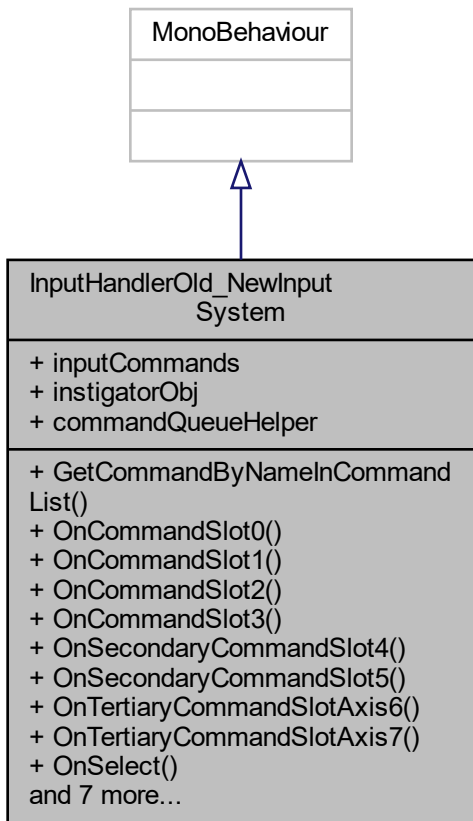 MonoBehaviour
InputHandlerOld_NewInput
System
+ inputCommands
+ instigatorObj
+ commandQueueHelper
+ GetCommandByNameInCommand
List()
+ OnCommandSlot0()
+ OnCommandSlot1()
+ OnCommandSlot2()
+ OnCommandSlot3()
+ OnSecondaryCommandSlot4()
+ OnSecondaryCommandSlot5()
+ OnTertiaryCommandSlotAxis6()
+ OnTertiaryCommandSlotAxis7()
+ OnSelect()
and 7 more...